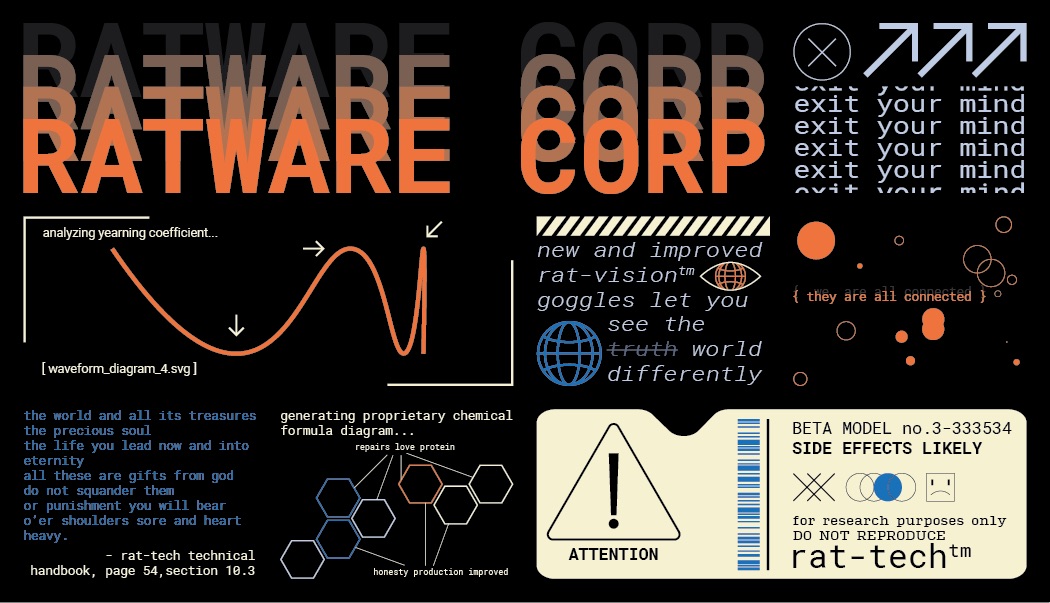 RATWARE CORP
RATWARE CORP
RATWARE CORP
RATWARE CORP
exit your mind
exit your mind
exit your mind
exit your mind
exit your mind
exit your mind
analyzing yearning coefficient...
[ waveform_diagram_4.svg ]
new and improved
rat-vision™
goggles let you
see the
truth world
differently
{ we are all connected }
{ they are all connected }
the world and all its treasures
the precious soul
the life you lead now and into
eternity
all these are gifts from god
do not squander them
or punishment you will bear
o'er shoulders sore and heart
heavy.
- rat-tech technical
handbook, page 54,section 10.3
generating proprietary chemical
formula diagram...
repairs love protein
honesty production improved
ATTENTION
BETA MODEL no.3-333534
SIDE EFFECTS LIKELY
for research purposes only
DO NOT REPRODUCE
rat-tech™